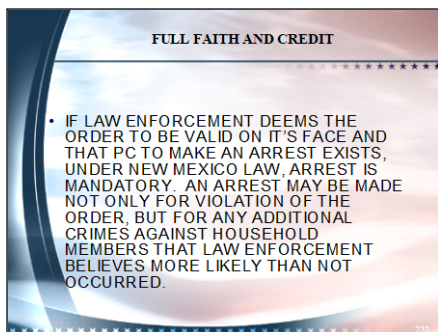 FULL FAITH AND CREDIT
• IF LAW ENFORCEMENT DEEMS THE
ORDER TO BE VALID ON IT'S FACE AND
THAT PC TO MAKE AN ARREST EXISTS,
UNDER NEW MEXICO LAW, ARREST IS
MANDATORY. AN ARREST MAY BE MADE
NOT ONLY FOR VIOLATION OF THE
ORDER, BUT FOR ANY ADDITIONAL
CRIMES AGAINST HOUSEHOLD
MEMBERS THAT LAW ENFORCEMENT
BELIEVES MORE LIKELY THAN NOT
OCCURRED.